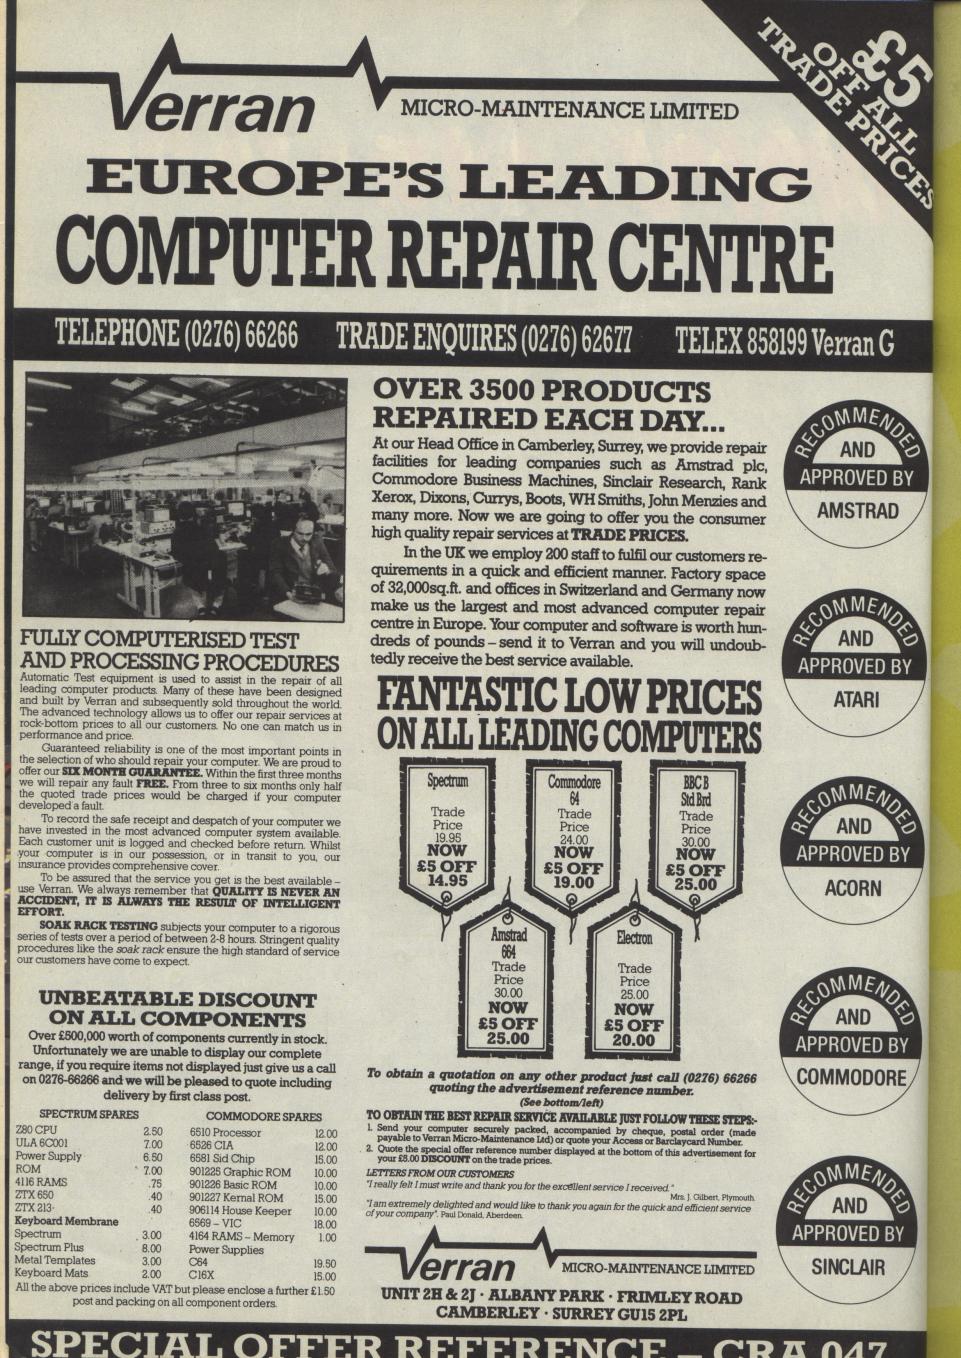 £5
OFF ALL
TRADE PRICES
Verran
MICRO-MAINTENANCE LIMITED
EUROPE'S LEADING
COMPUTER REPAIR CENTRE
TELEPHONE (0276) 66266 TRADE ENQUIRES (0276) 62677 TELEX 858199 Verran G
OVER 3500 PRODUCTS
REPAIRED EACH DAY...
At our Head Office in Camberley, Surrey, we provide repair
facilities for leading companies such as Amstrad plc,
Commodore Business Machines, Sinclair Research, Rank
Xerox, Dixons, Currys, Boots, WH Smiths, John Menzies and
many more. Now we are going to offer you the consumer
high quality repair services at TRADE PRICES.
In the UK we employ 200 staff to fulfil our customers re-
quirements in a quick and efficient manner. Factory space
of 32,000sq.ft. and offices in Switzerland and Germany now
make us the largest and most advanced computer repair
centre in Europe. Your computer and software is worth hun-
dreds of pounds – send it to Verran and you will undoub-
tedly receive the best service available.
FULLY COMPUTERISED TEST
AND PROCESSING PROCEDURES
Automatic Test equipment is used to assist in the repair of all
leading computer products. Many of these have been designed
and built by Verran and subsequently sold throughout the world.
The advanced technology allows us to offer our repair services at
rock-bottom prices to all our customers. No one can match us in
performance and price.
Guaranteed reliability is one of the most important points in
the selection of who should repair your computer. We are proud to
offer our SIX MONTH GUARANTEE. Within the first three months
we will repair any fault FREE. From three to six months only half
the quoted trade prices would be charged if your computer
developed a fault.
To record the safe receipt and despatch of your computer we
have invested in the most advanced computer system available.
Each customer unit is logged and checked before return. Whilst
your computer is in our possession, or in transit to you, our
insurance provides comprehensive cover.
To be assured that the service you get is the best available –
use Verran. We always remember that QUALITY IS NEVER AN
ACCIDENT, IT IS ALWAYS THE RESULT OF INTELLIGENT
EFFORT.
SOAK RACK TESTING subjects your computer to a rigorous
series of tests over a period of between 2-8 hours. Stringent quality
procedures like the soak rack ensure the high standard of service
our customers have come to expect.
UNBEATABLE DISCOUNT
ON ALL COMPONENTS
Over £500,000 worth of components currently in stock.
Unfortunately we are unable to display our complete
range, if you require items not displayed just give us a call
on 0276-66266 and we will be pleased to quote including
delivery by first class post.
SPECTRUM SPARES
Z80 CPU 2.50
ULA 6C001 7.00
Power Supply 6.50
ROM 7.00
4116 RAMS .75
ZTX 650 .40
ZTX 213 .40
Keyboard Membrane
Spectrum 3.00
Spectrum Plus 8.00
Metal Templates 3.00
Keyboard Mats 2.00
COMMODORE SPARES
6510 Processor 12.00
6526 CIA 12.00
6581 Sid Chip 15.00
901225 Graphic ROM 10.00
901226 Basic ROM 10.00
901227 Kernal ROM 15.00
906114 House Keeper 10.00
6569 – VIC 18.00
4164 RAMS – Memory 1.00
Power Supplies
C64 19.50
C16X 15.00
All the above prices include VAT but please enclose a further £1.50
post and packing on all component orders.
FANTASTIC LOW PRICES
ON ALL LEADING COMPUTERS
Spectrum
Trade
Price
19.95
NOW
£5 OFF
14.95
Commodore
64
Trade
Price
24.00
NOW
£5 OFF
19.00
BBC B
Std Brd
Trade
Price
30.00
NOW
£5 OFF
25.00
Amstrad
664
Trade
Price
30.00
NOW
£5 OFF
25.00
Electron
Trade
Price
25.00
NOW
£5 OFF
20.00
To obtain a quotation on any other product just call (0276) 66266
quoting the advertisement reference number.
(See bottom/left)
TO OBTAIN THE BEST REPAIR SERVICE AVAILABLE JUST FOLLOW THESE STEPS:-
1. Send your computer securely packed, accompanied by cheque, postal order (made
payable to Verran Micro-Maintenance Ltd) or quote your Access or Barclaycard Number.
2. Quote the special offer reference number displayed at the bottom of this advertisement for
your £5.00 DISCOUNT on the trade prices.
LETTERS FROM OUR CUSTOMERS
"I really felt I must write and thank you for the excellent service I received."
Mrs. J. Gilbert, Plymouth.
"I am extremely delighted and would like to thank you again for the quick and efficient service
of your company". Paul Donald, Aberdeen.
Verran
MICRO-MAINTENANCE LIMITED
UNIT 2H & 2J · ALBANY PARK · FRIMLEY ROAD
CAMBERLEY · SURREY GU15 2PL
RECOMMENDED
AND
APPROVED BY
AMSTRAD
RECOMMENDED
AND
APPROVED BY
ATARI
RECOMMENDED
AND
APPROVED BY
ACORN
RECOMMENDED
AND
APPROVED BY
COMMODORE
RECOMMENDED
AND
APPROVED BY
SINCLAIR
SPECIAL OFFER REFERENCE – CRA 047